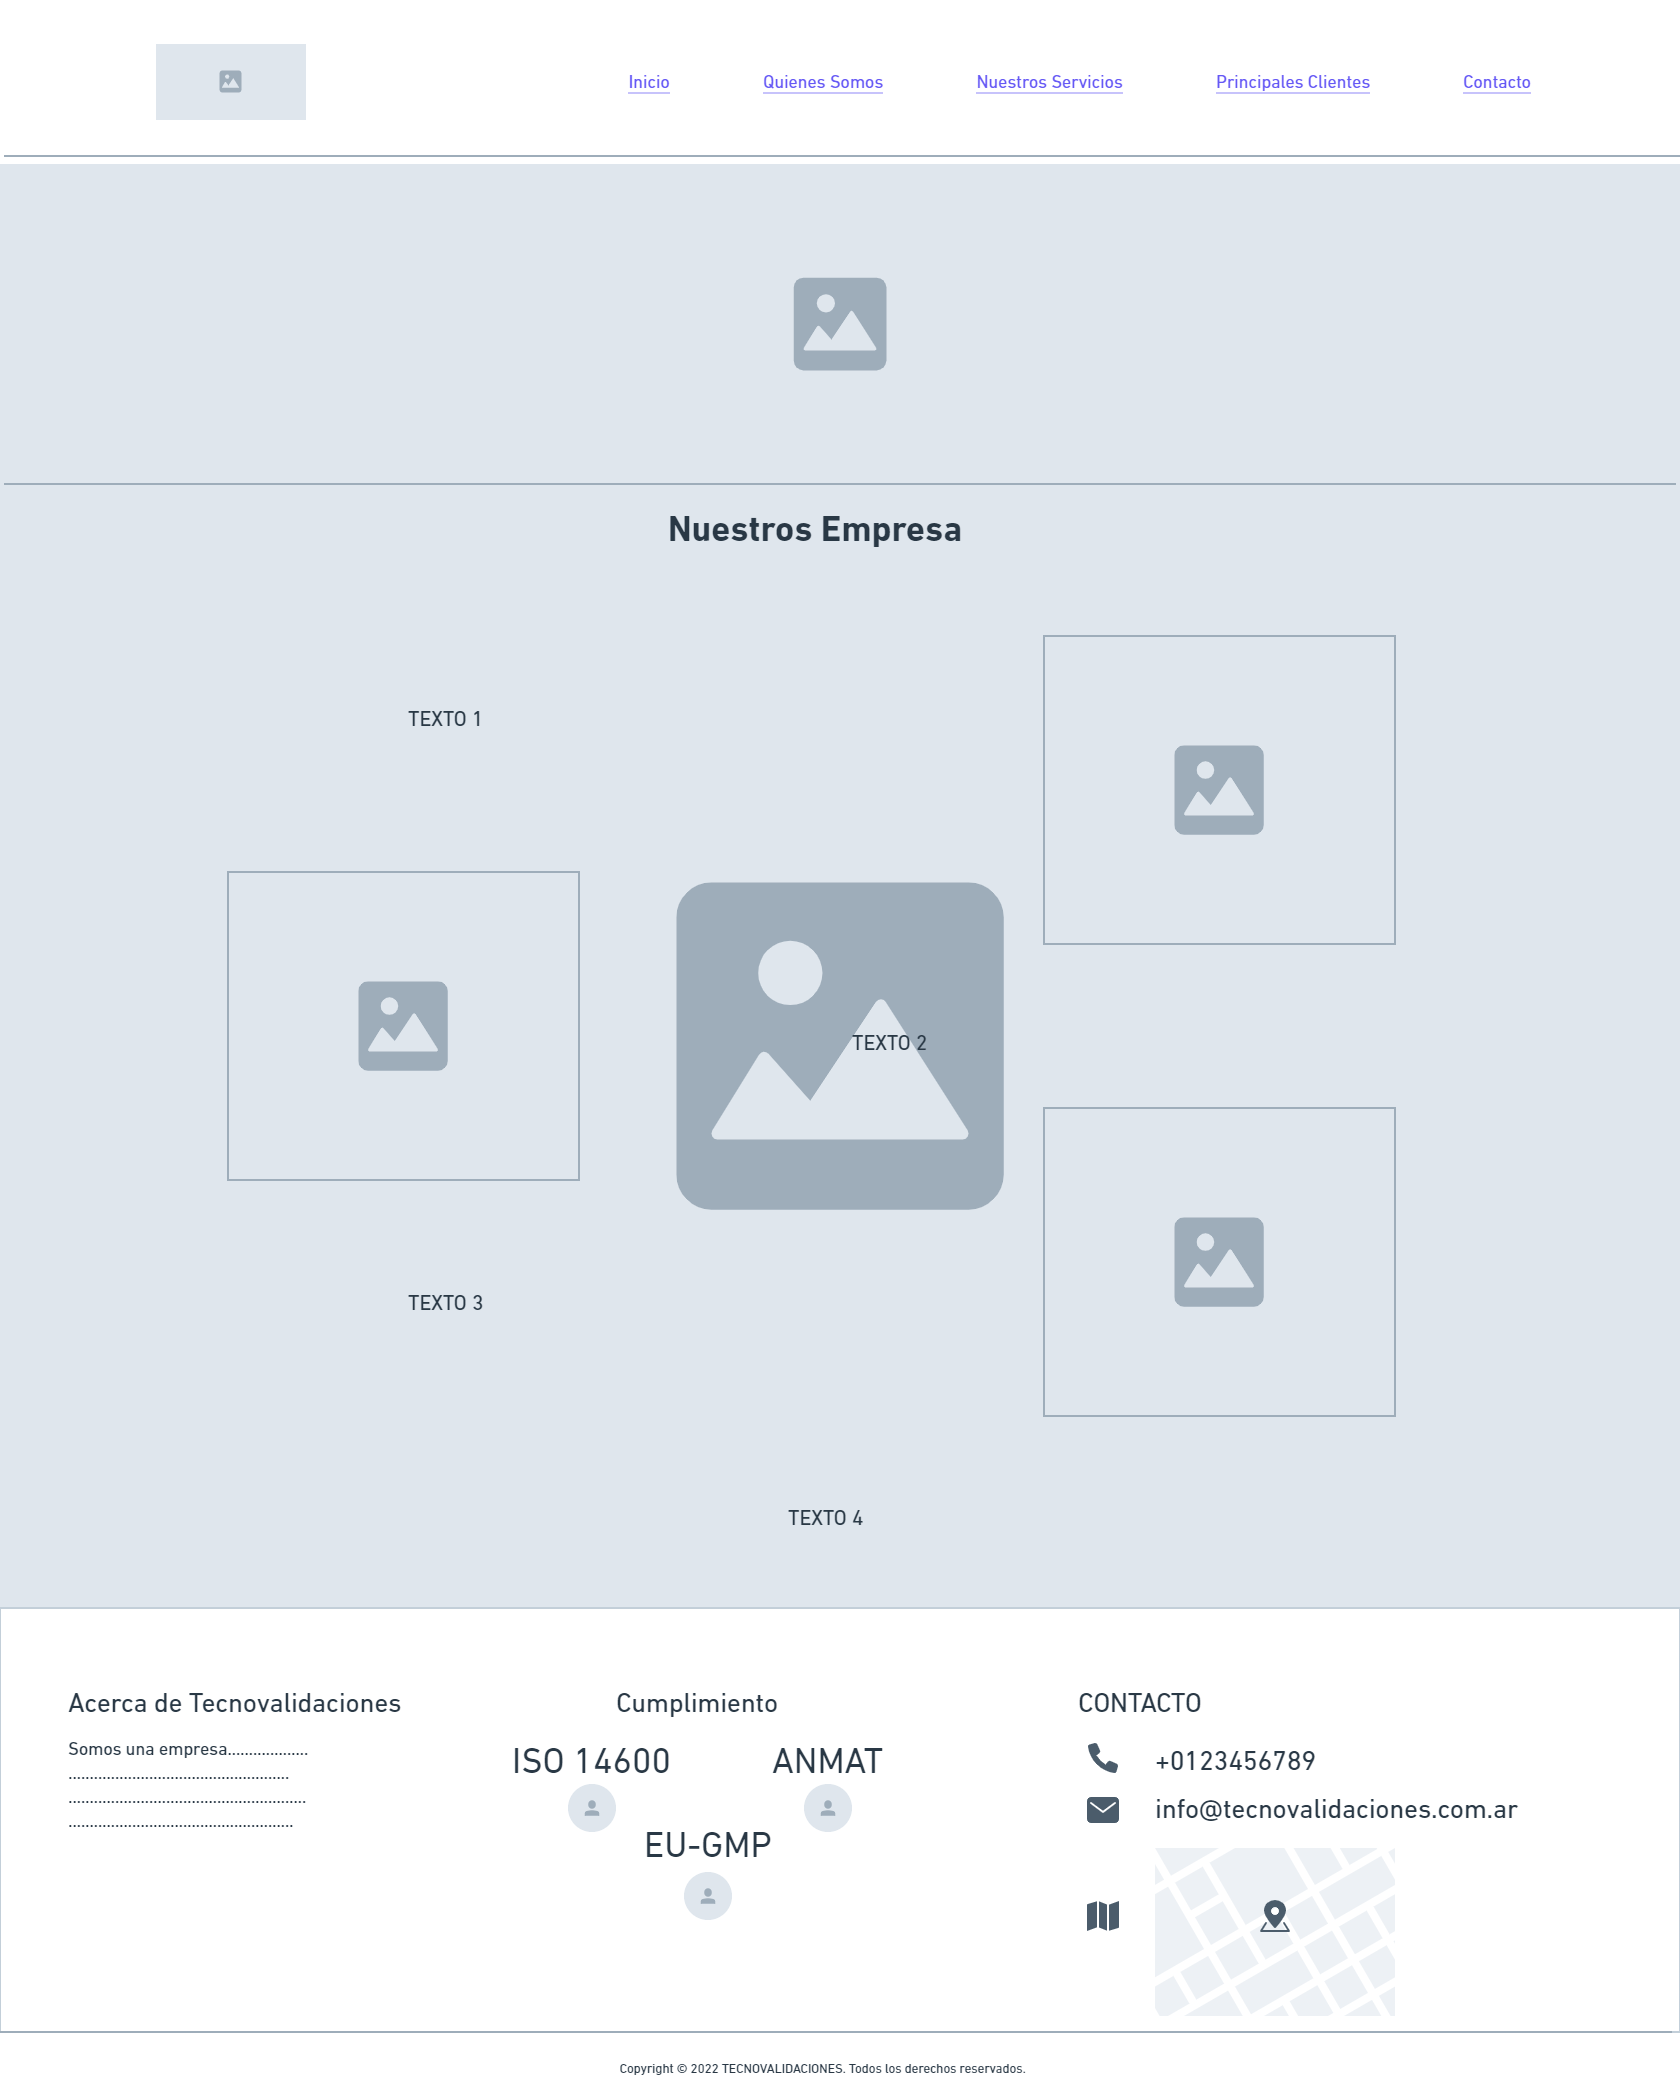 Inicio
Quienes Somos
Nuestros Servicios
Principales Clientes
Contacto
Nuestros Empresa
TEXTO 1
TEXTO 2
TEXTO 3
TEXTO 4
Acerca de Tecnovalidaciones
Somos una empresa...................
....................................................
........................................................
.....................................................
Cumplimiento
ISO 14600
ANMAT
EU-GMP
CONTACTO
+0123456789
info@tecnovalidaciones.com.ar
Copyright © 2022 TECNOVALIDACIONES. Todos los derechos reservados.